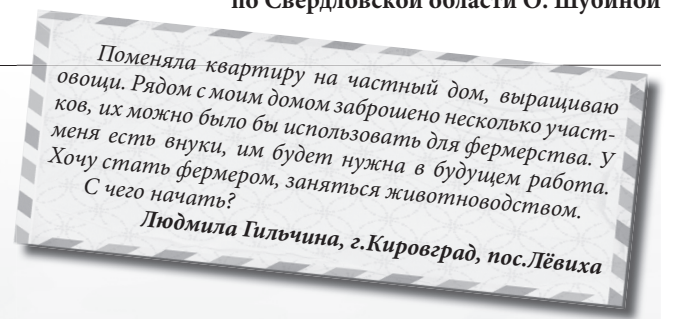 по Свердловской области О. Шубиной
Поменяла квартиру на частный дом, выращиваю
овощи. Рядом с моим домом заброшено несколько участ-
ков, их можно было бы использовать для фермерства. У
меня есть внуки, им будет нужна в будущем работа.
Хочу стать фермером, заняться животноводством.
С чего начать?
Людмила Гильчина, г.Кировград, пос.Лёвиха